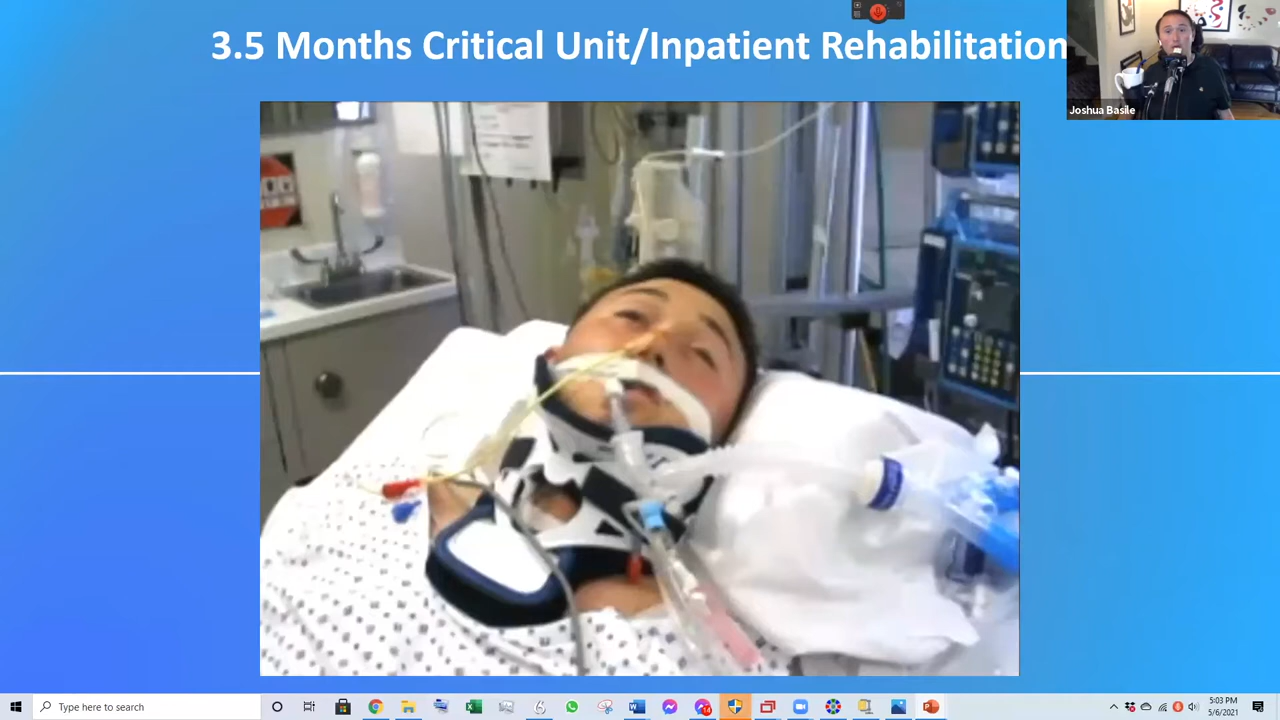 3.5 Months Critical Unit/Inpatient Rehabilitation
Joshua Basile
Type here to search
14
5:03 PM
5/6/2021